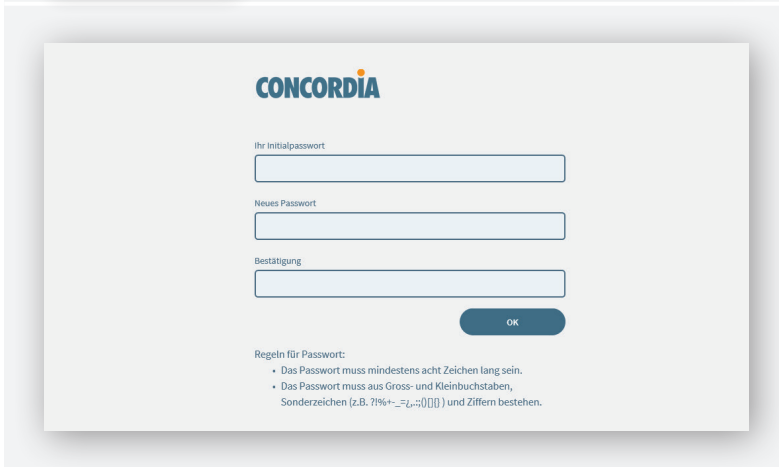 CONCORDIA
Ihr Initialpasswort
Neues Passwort
Bestätigung
OK
Regeln für Passwort:
• Das Passwort muss mindestens acht Zeichen lang sein.
• Das Passwort muss aus Gross- und Kleinbuchstaben,
Sonderzeichen (z.B. ?!%+-_=¿,.:;()[]{} ) und Ziffern bestehen.